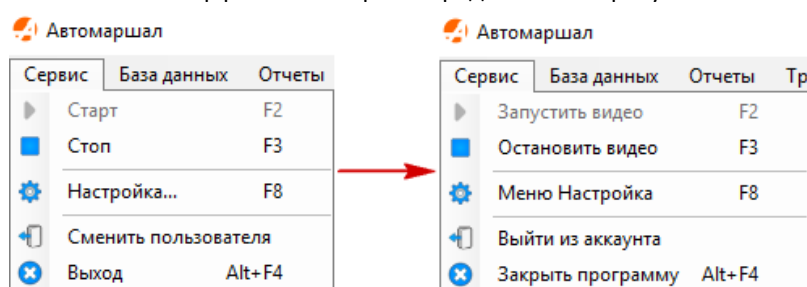 Автомаршал
Сервис База данных Отчеты
Старт F2
Стоп F3
Настройка... F8
Сменить пользователя
Выход Alt+F4
Автомаршал
Сервис База данных Отчеты Тр
Запустить видео F2
Остановить видео F3
Меню Настройка F8
Выйти из аккаунта
Закрыть программу Alt+F4